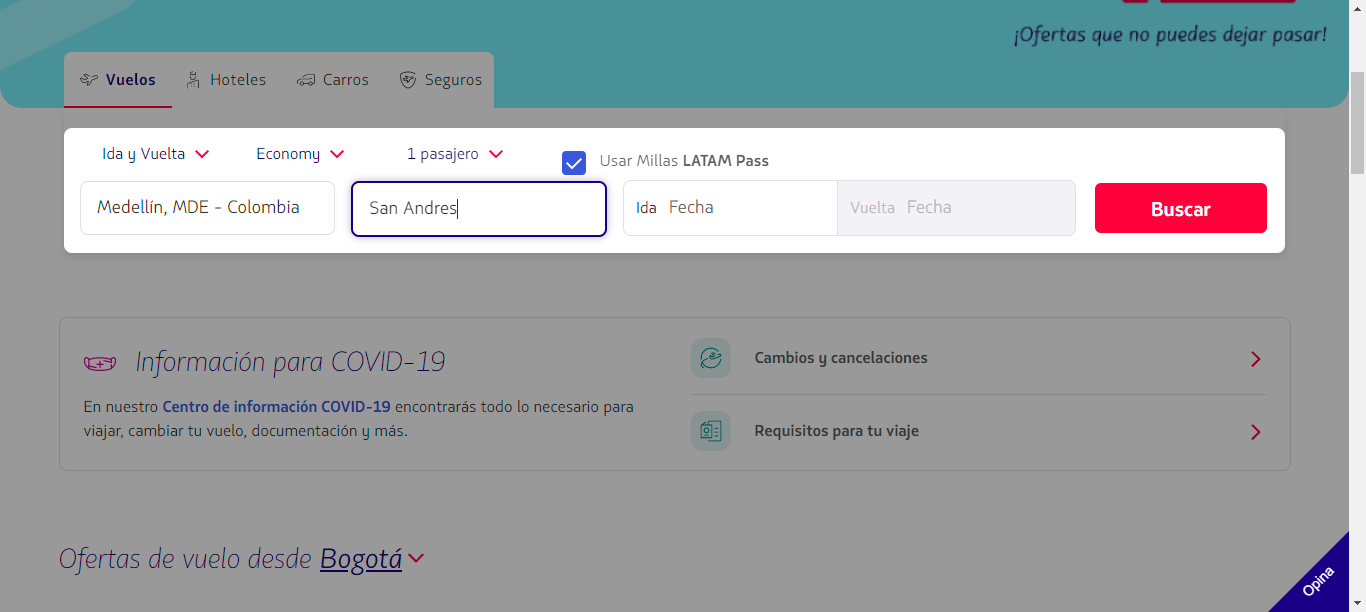 ¡Ofertas que no puedes dejar pasar!
Vuelos Hoteles Carros Seguros
Ida y Vuelta Economy 1 pasajero Usar Millas LATAM Pass
Medellín, MDE - Colombia San Andres Ida Fecha Vuelta Fecha Buscar
Información para COVID-19
En nuestro Centro de información COVID-19 encontrarás todo lo necesario para
viajar, cambiar tu vuelo, documentación y más.
Cambios y cancelaciones
Requisitos para tu viaje
Ofertas de vuelo desde Bogotá
Opina